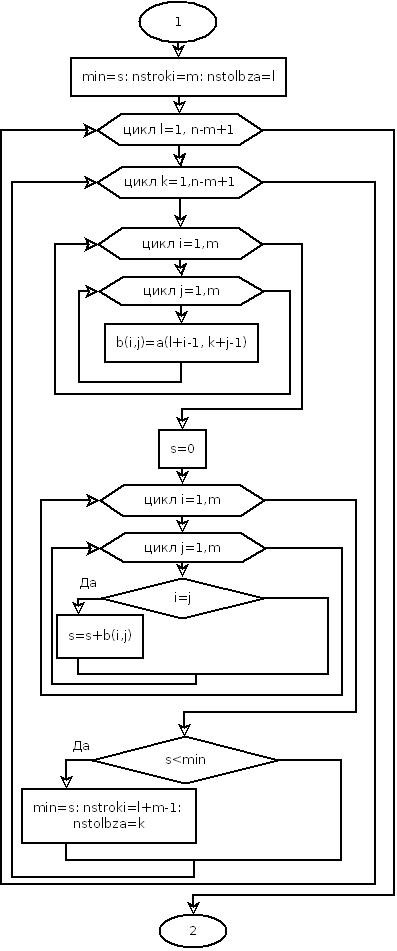 1
min=s: nstroki=m: nstolbza=l
цикл l=1, n-m+1
цикл k=1,n-m+1
цикл i=1,m
цикл j=1,m
b(i,j)=a(l+i-1, k+j-1)
s=0
цикл i=1,m
цикл j=1,m
Да
i=j
s=s+b(i,j)
Да
s<min
min=s: nstroki=l+m-1:
nstolbza=k
2